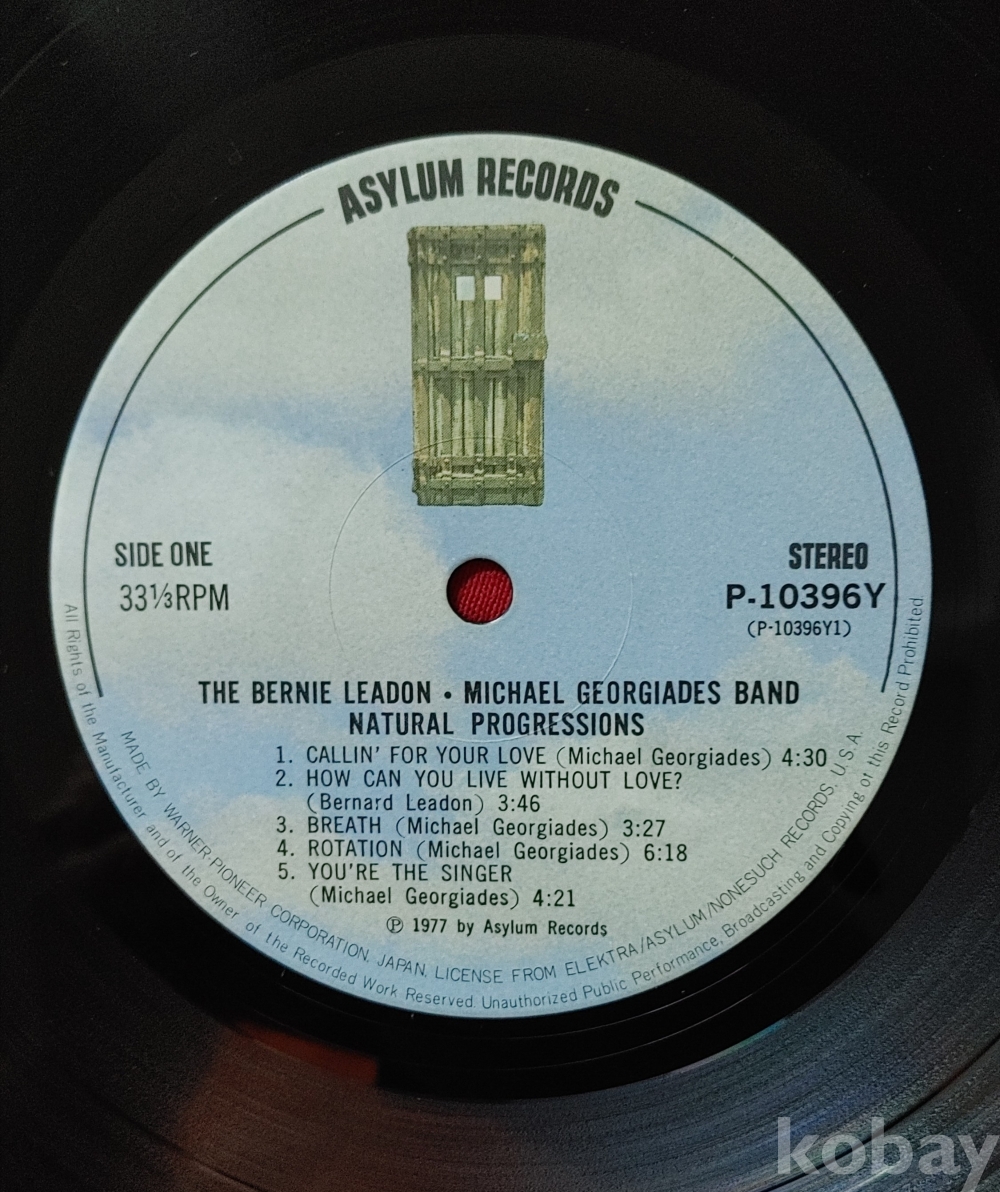 ASYLUM RECORDS
SIDE ONE
33⅓RPM
STEREO
P-10396Y
(P-10396Y1)
THE BERNIE LEADON • MICHAEL GEORGIADES BAND
NATURAL PROGRESSIONS
1. CALLIN' FOR YOUR LOVE (Michael Georgiades) 4:30
2. HOW CAN YOU LIVE WITHOUT LOVE?
(Bernard Leadon) 3:46
3. BREATH (Michael Georgiades) 3:27
4. ROTATION (Michael Georgiades) 6:18
5. YOU'RE THE SINGER
(Michael Georgiades) 4:21
℗ 1977 by Asylum Records
MADE BY WARNER-PIONEER CORPORATION, JAPAN. LICENSE FROM ELEKTRA/ASYLUM/NONESUCH RECORDS. U.S.A.
All Rights of the Manufacturer and of the Owner of the Recorded Work Reserved. Unauthorized Public Performance, Broadcasting and Copying of this Record Prohibited.
kobay